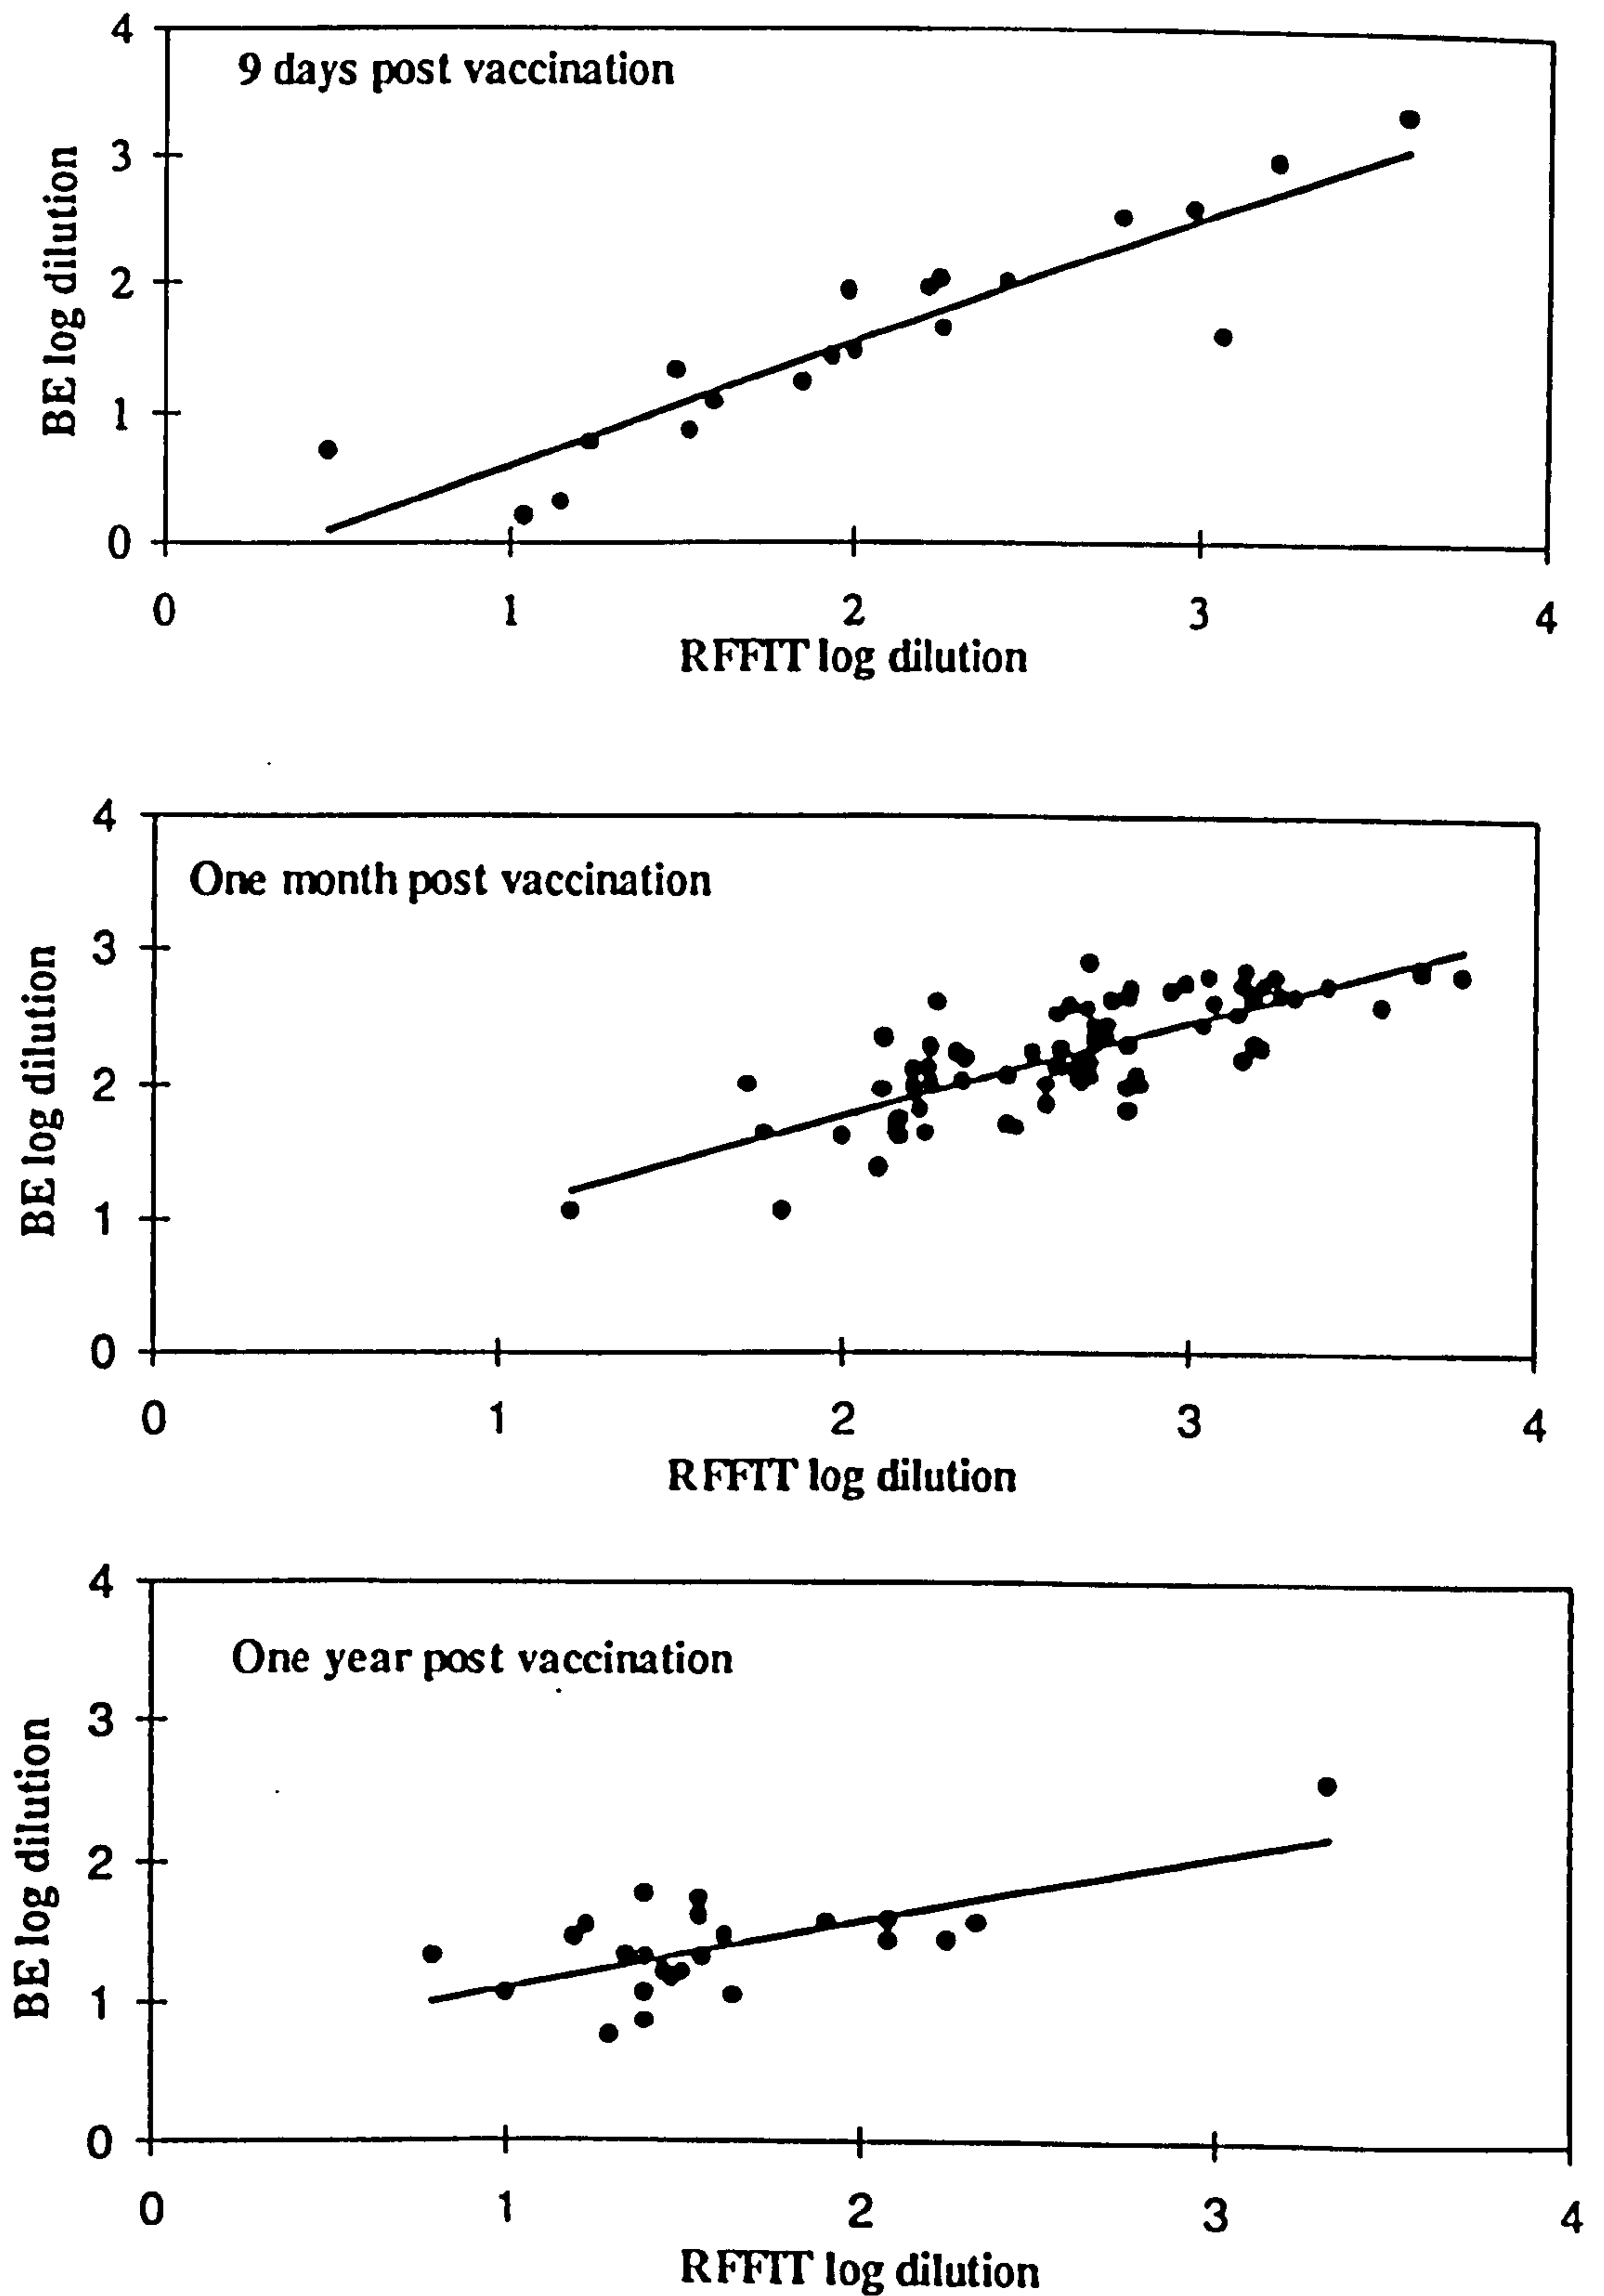 9 days post vaccination
BE log dilution
4
3
2
1
0
0 1 2 3 4
RFFIT log dilution
One month post vaccination
BE log dilution
4
3
2
1
0
0 1 2 3 4
RFFIT log dilution
One year post vaccination
BE log dilution
4
3
2
1
0
0 1 2 3 4
RFFIT log dilution